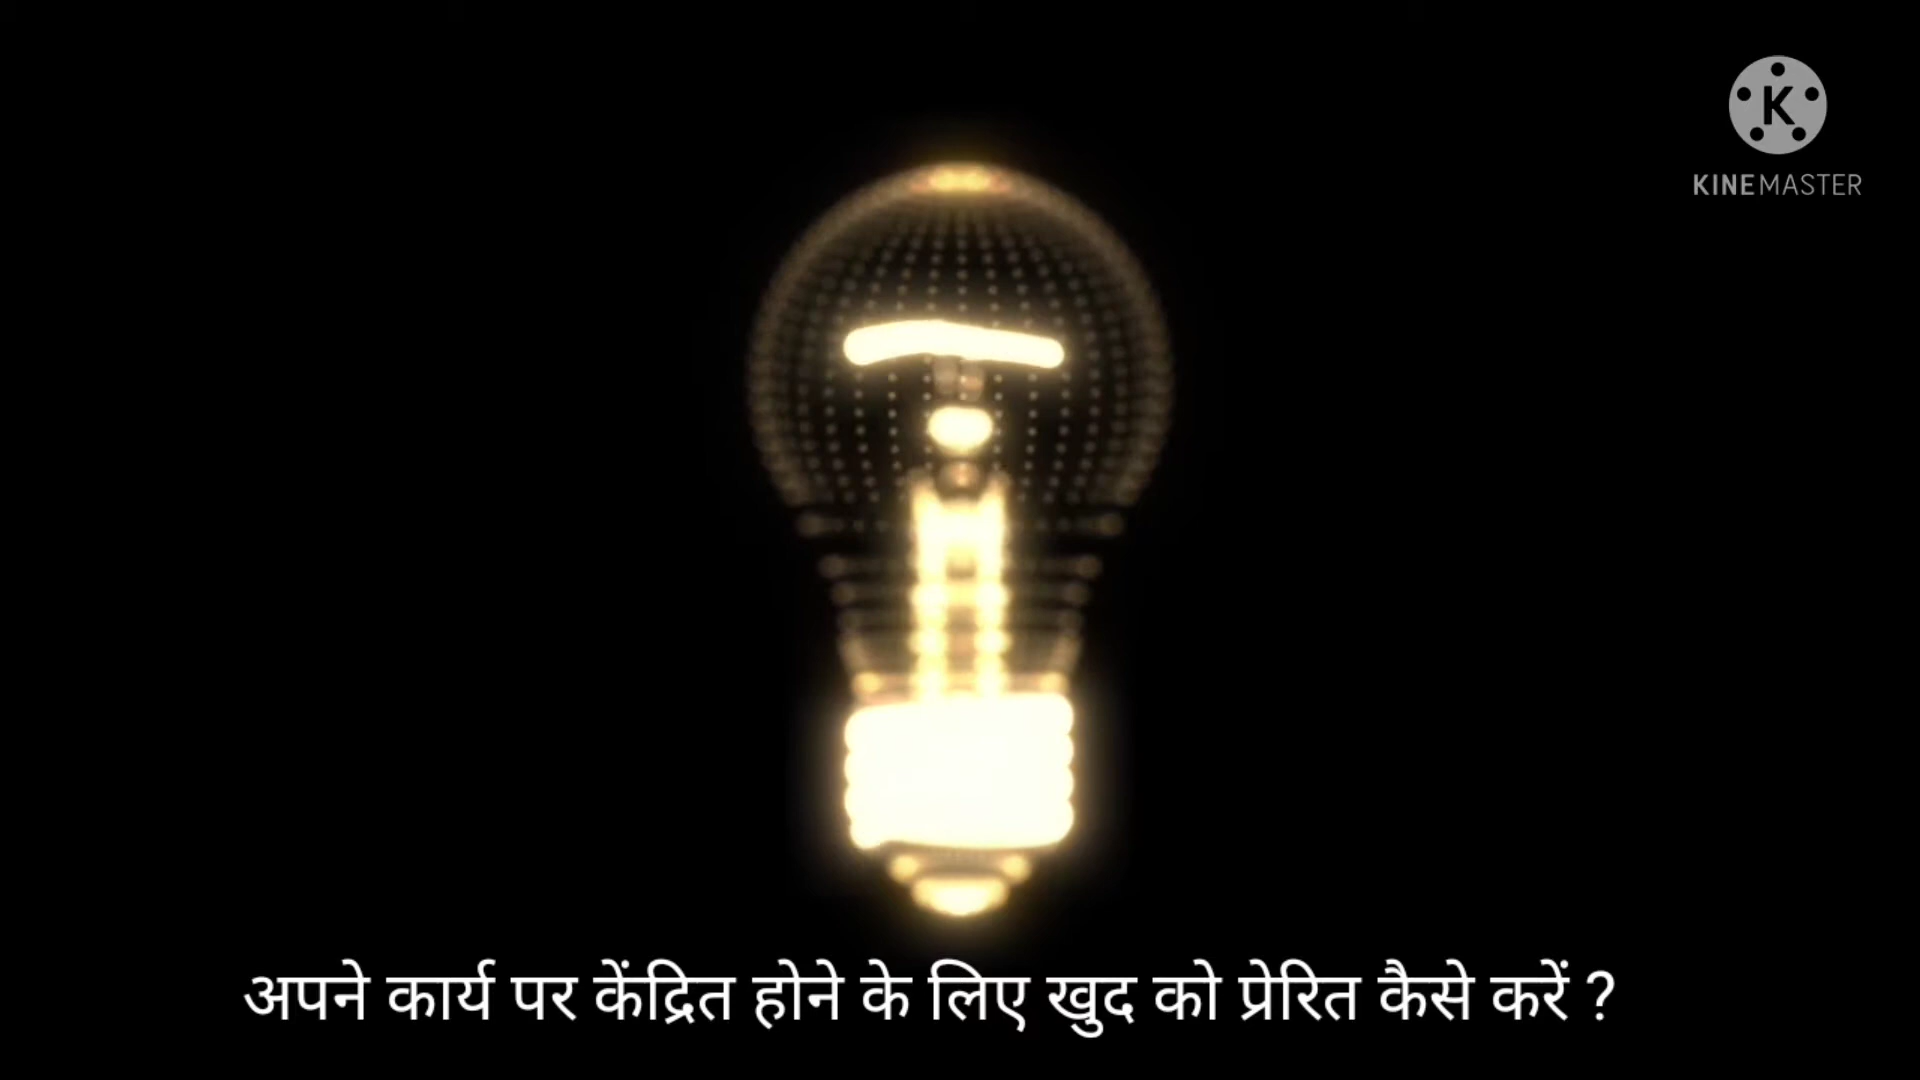 KINEMASTER
अपने कार्य पर केंद्रित होने के लिए खुद को प्रेरित कैसे करें ?